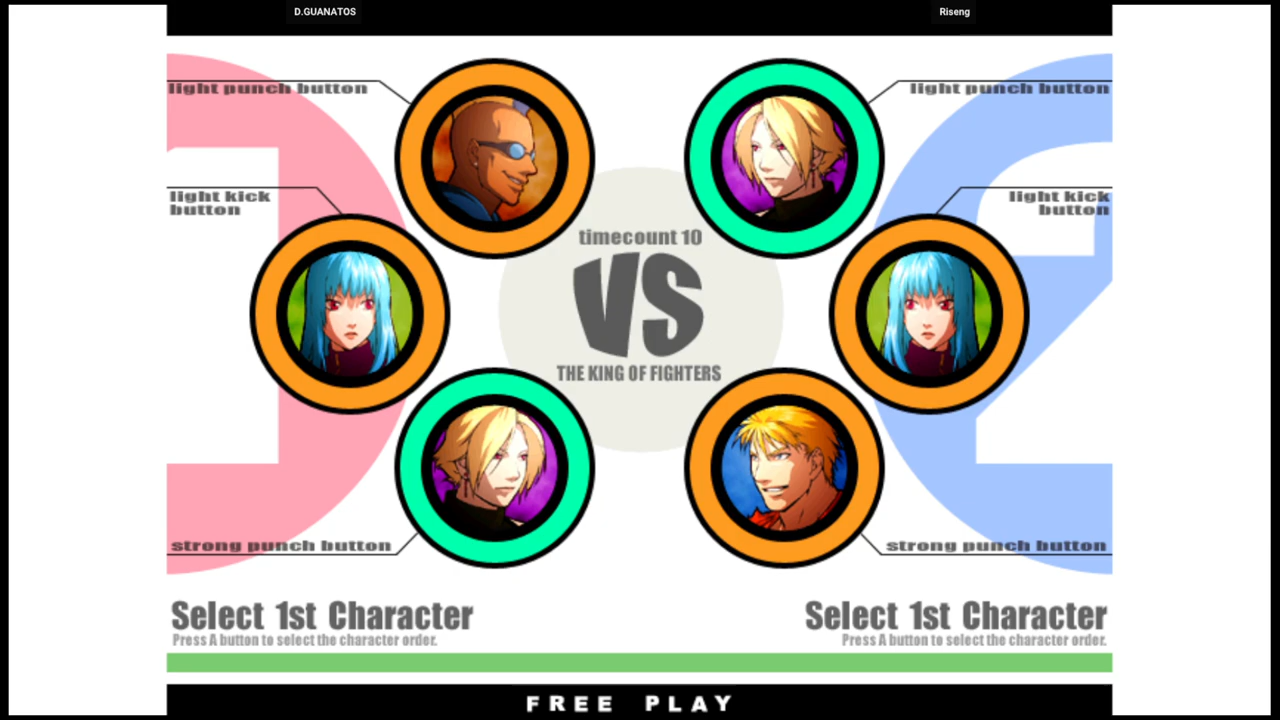 D.GUANATOS
Riseng
light punch button
light punch button
light kick
button
light kick
button
timecount 10
VS
THE KING OF FIGHTERS
1
2
strong punch button
strong punch button
Select 1st Character
Press A button to select the character order.
Select 1st Character
Press A button to select the character order.
FREE PLAY